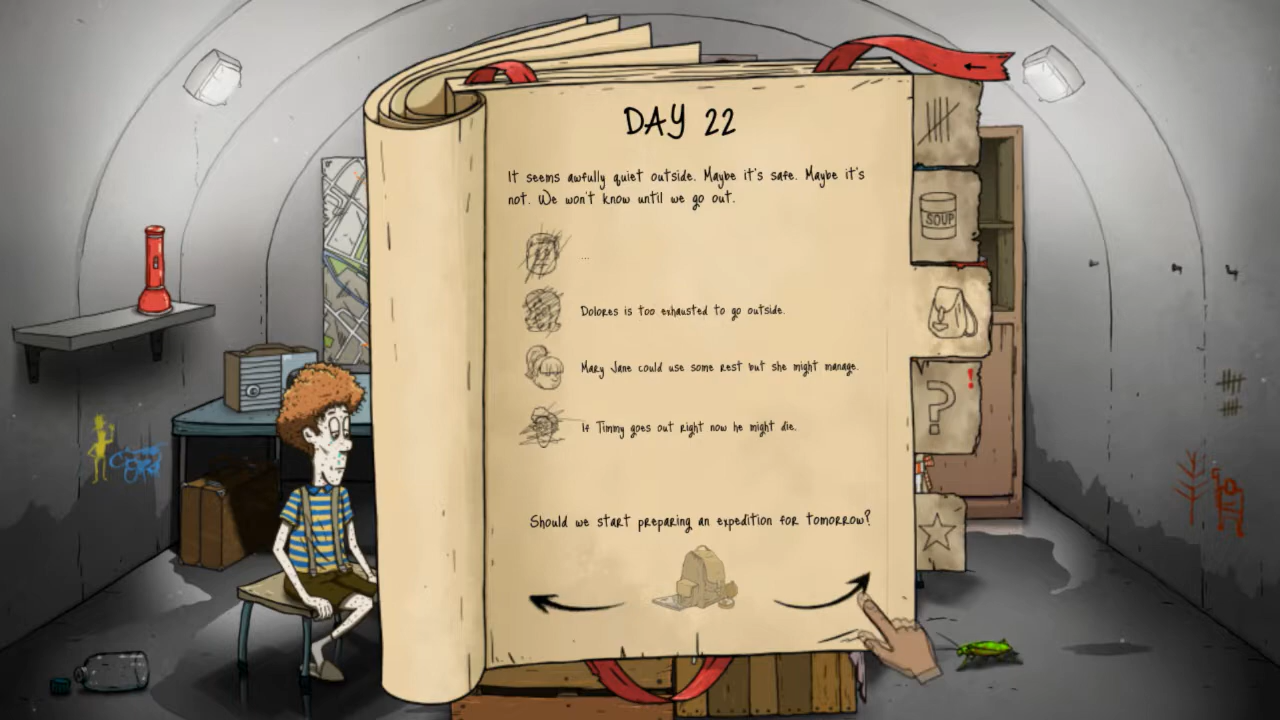 DAY 22
It seems awfully quiet outside. Maybe it's safe. Maybe it's
not. We won't know until we go out.
...
Dolores is too exhausted to go outside.
Mary Jane could use some rest but she might manage.
If Timmy goes out right now he might die.
Should we start preparing an expedition for tomorrow?
SOUP
?
!